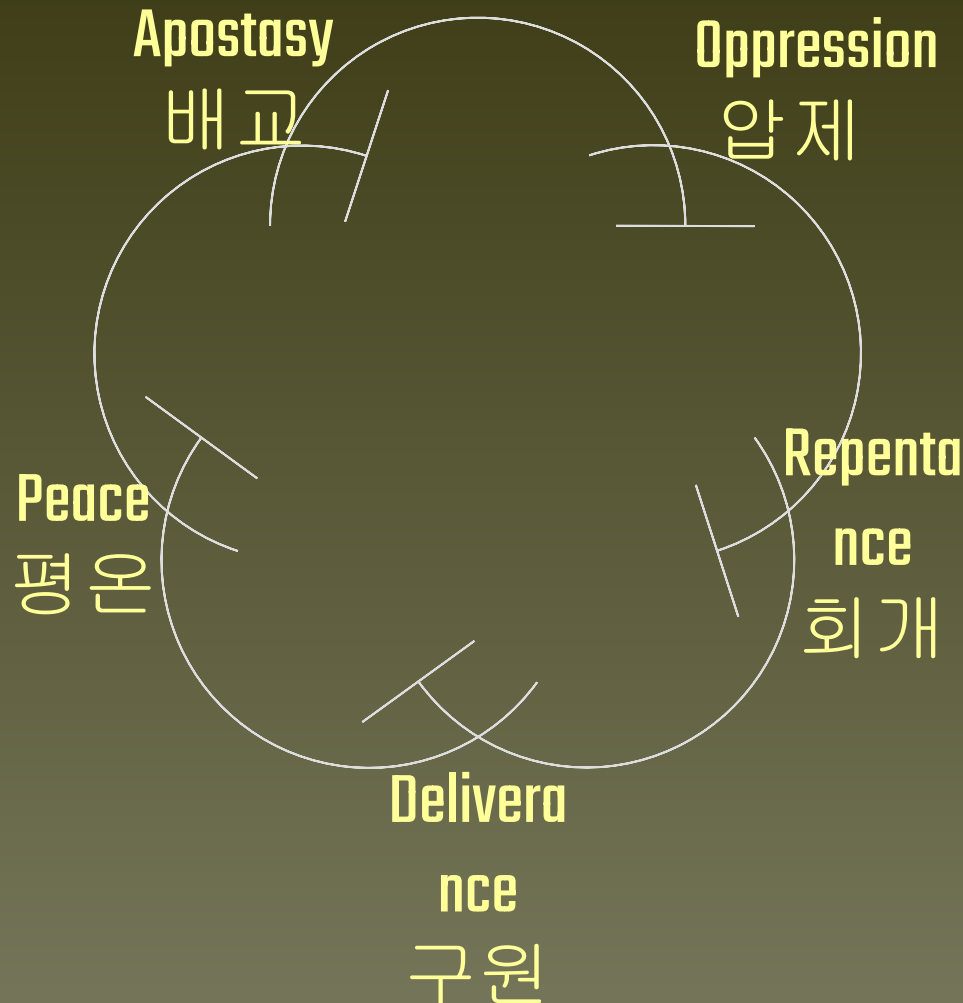 Apostasy
배교
Oppression
압제
Repenta
nce
회개
Delivera
nce
구원
Peace
평온